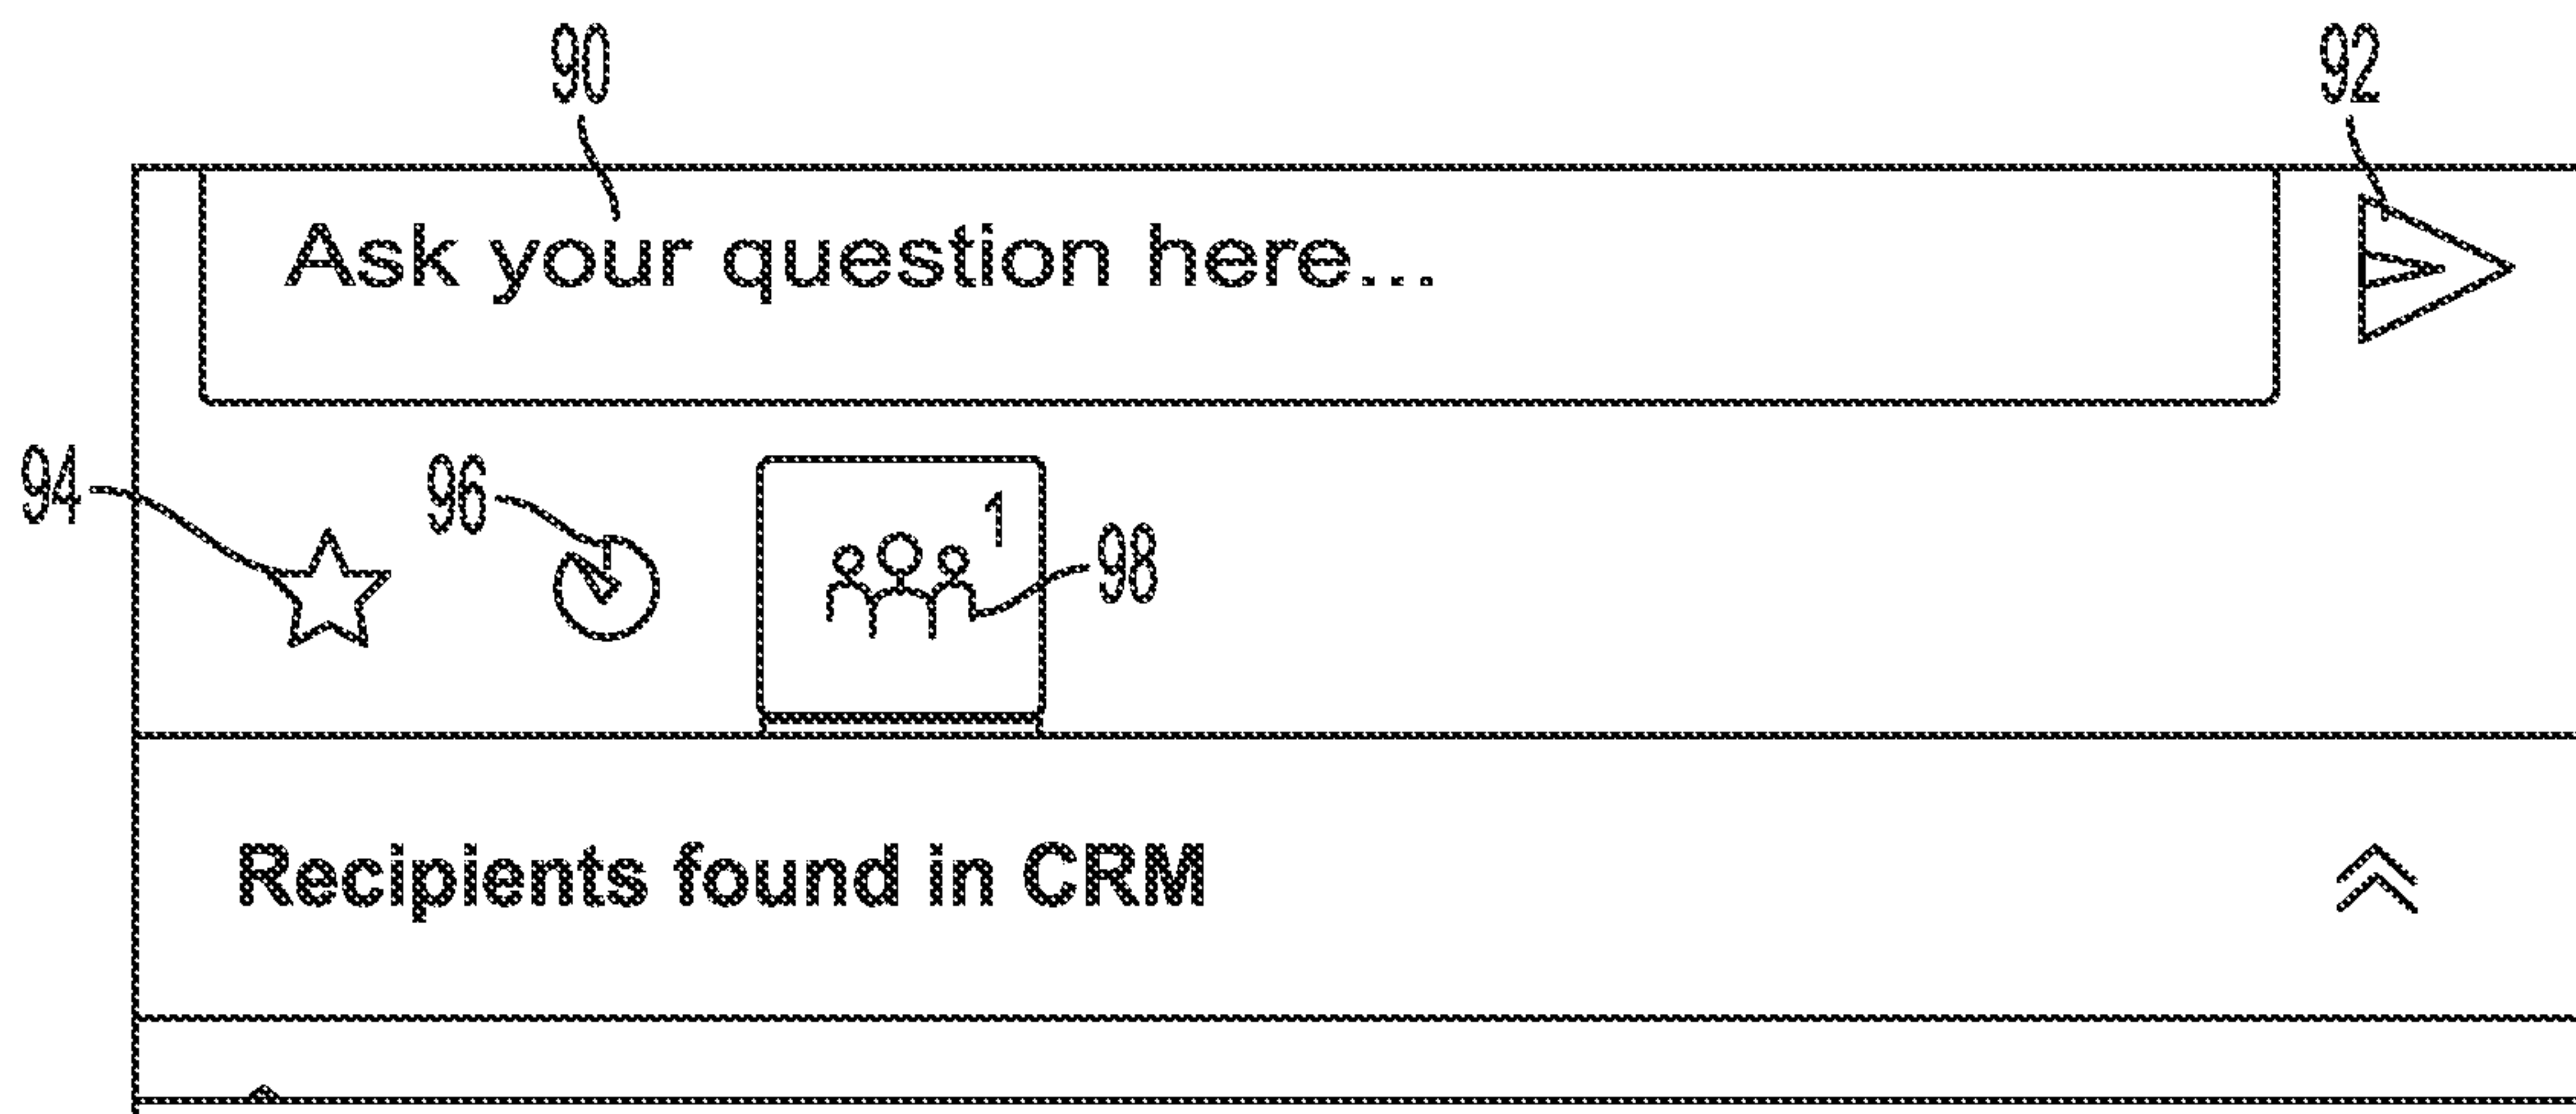 90 92
Ask your question here...
94 96 1 98
Recipients found in CRM